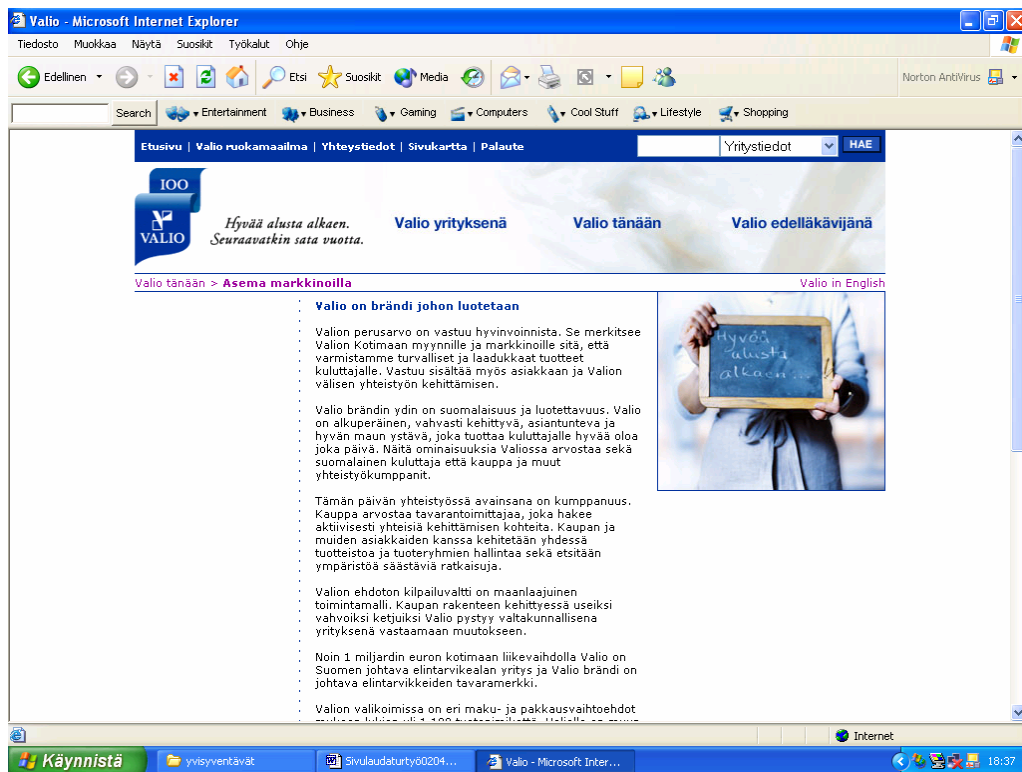 Valio - Microsoft Internet Explorer
Tiedosto Muokkaa Näytä Suosikit Työkalut Ohje
Edellinen Etsi Suosikit Media Norton AntiVirus
Search Entertainment Business Gaming Computers Cool Stuff Lifestyle Shopping
Etusivu | Valio ruokamaailma | Yhteystiedot | Sivukartta | Palaute Yritystiedot HAE
100
VALIO
Hyvää alusta alkaen.
Seuraavatkin sata vuotta.
Valio yrityksenä Valio tänään Valio edelläkävijänä
Valio tänään > Asema markkinoilla Valio in English
Valio on brändi johon luotetaan
Valion perusarvo on vastuu hyvinvoinnista. Se merkitsee
Valion Kotimaan myynnille ja markkinoille sitä, että
varmistamme turvalliset ja laadukkaat tuotteet
kuluttajalle. Vastuu sisältää myös asiakkaan ja Valion
välisen yhteistyön kehittämisen.
Valio brändin ydin on suomalaisuus ja luotettavuus. Valio
on alkuperäinen, vahvasti kehittyvä, asiantunteva ja
hyvän maun ystävä, joka tuottaa kuluttajalle hyvää oloa
joka päivä. Näitä ominaisuuksia Valiossa arvostaa sekä
suomalainen kuluttaja että kauppa ja muut
yhteistyökumppanit.
Tämän päivän yhteistyössä avainsana on kumppanuus.
Kauppa arvostaa tavarantoimittajaa, joka hakee
aktiivisesti yhteisiä kehittämisen kohteita. Kaupan ja
muiden asiakkaiden kanssa kehitetään yhdessä
tuotteistoa ja tuoteryhmien hallintaa sekä etsitään
ympäristöä säästäviä ratkaisuja.
Valion ehdoton kilpailuvaltti on maanlaajuinen
toimintamalli. Kaupan rakenteen kehittyessä useiksi
vahvoiksi ketjuiksi Valio pystyy valtakunnallisena
yrityksenä vastaamaan muutokseen.
Noin 1 miljardin euron kotimaan liikevaihdolla Valio on
Suomen johtava elintarvikealan yritys ja Valio brändi on
johtava elintarvikkeiden tavaramerkki.
Valion valikoimissa on eri maku- ja pakkausvaihtoehdot
Hyvää
alusta
alkaen...
Internet
Käynnistä yvisyventävät Sivulaudaturtyö0204... Valio - Microsoft Inter... 18:37